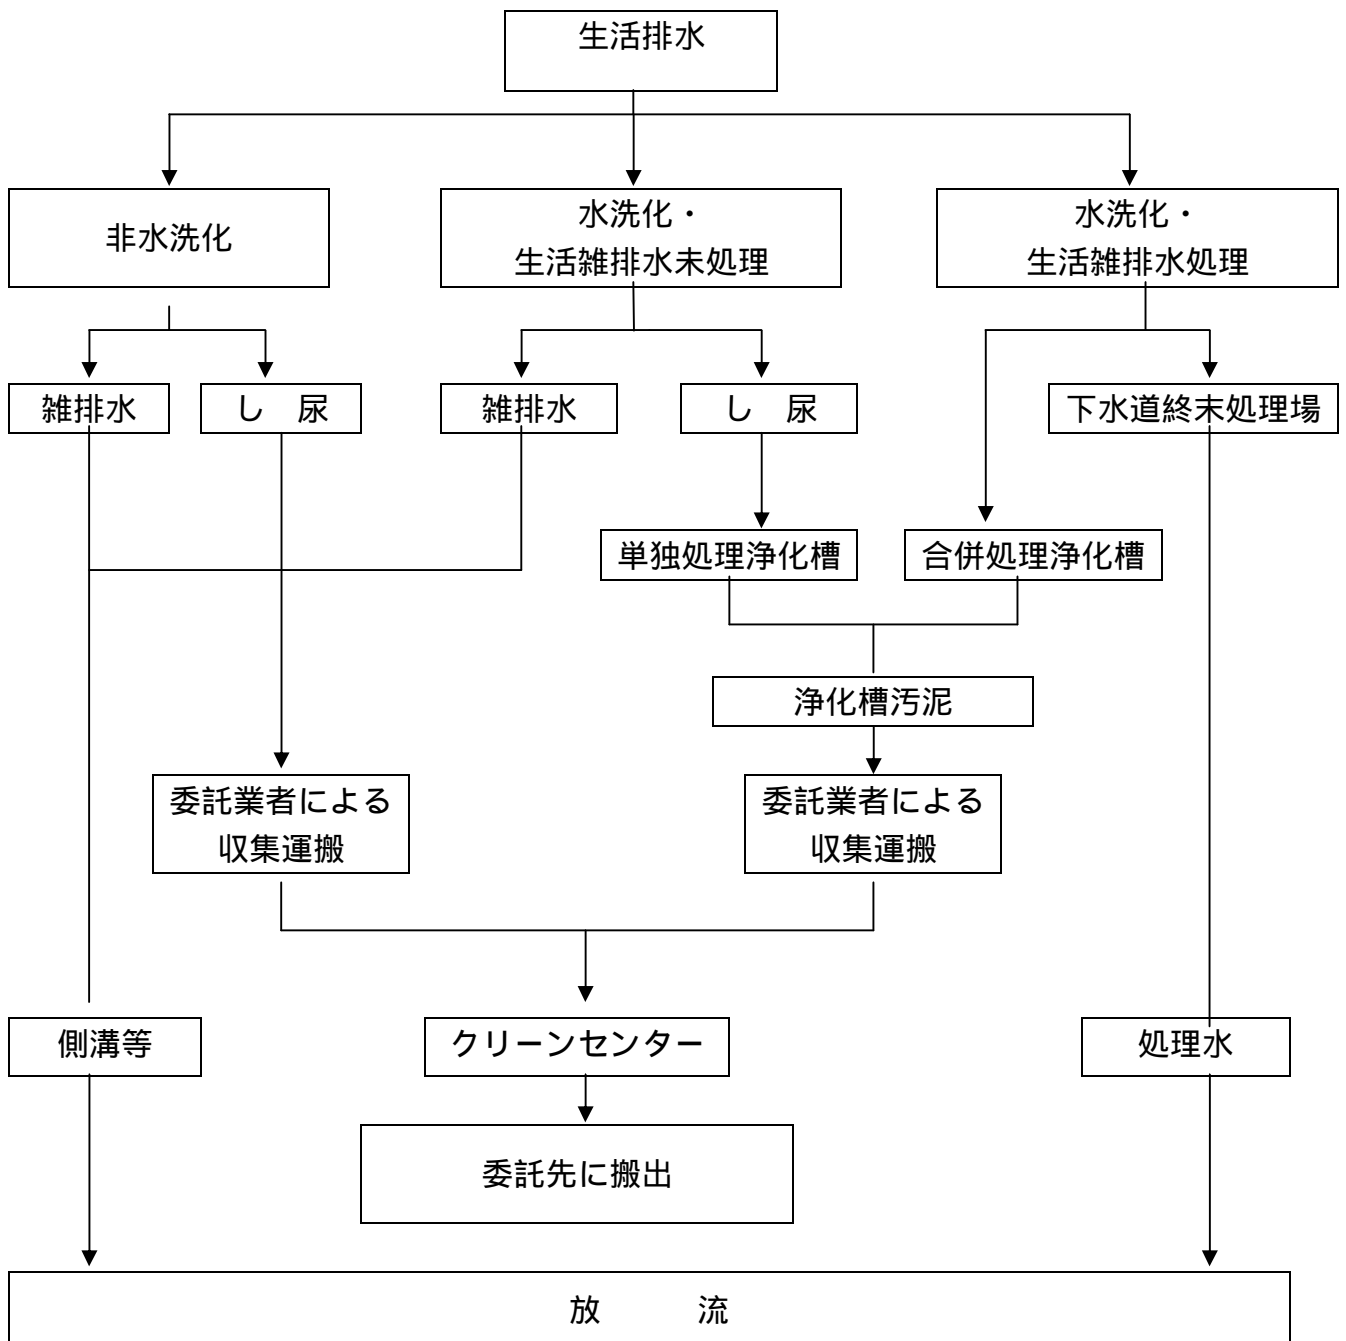 生活排水
非水洗化
水洗化・
生活雑排水未処理
水洗化・
生活雑排水処理
雑排水
し　尿
雑排水
し　尿
下水道終末処理場
単独処理浄化槽
合併処理浄化槽
浄化槽汚泥
委託業者による
収集運搬
委託業者による
収集運搬
側溝等
クリーンセンター
処理水
委託先に搬出
放　　　流